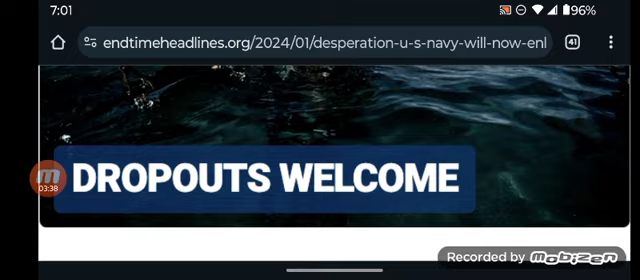 7:01
96%
endtimeheadlines.org/2024/01/desperation-u-s-navy-will-now-enl
41
DROPOUTS WELCOME
03:38
Recorded by Mobizen